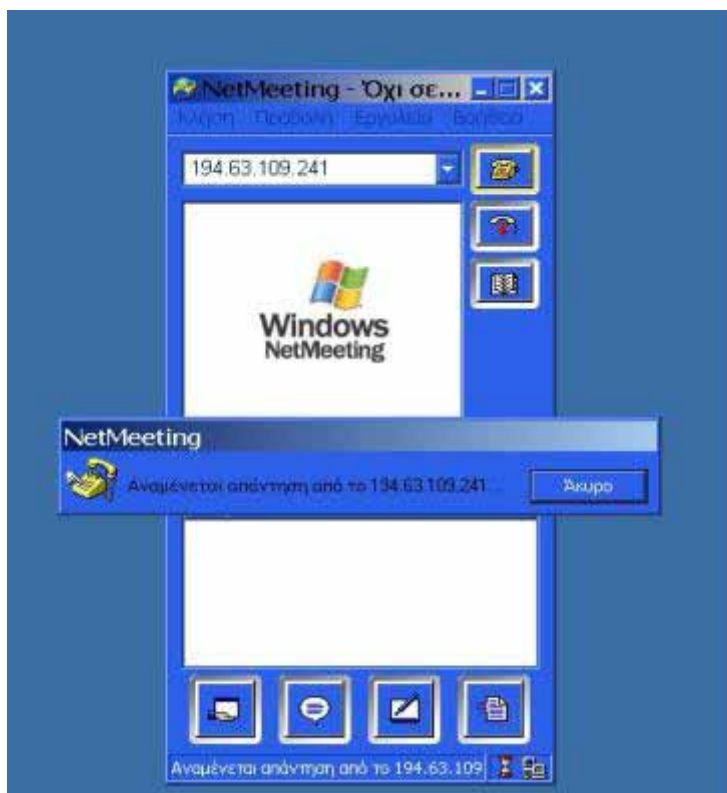 NetMeeting - Όχι σε...
Κλήση Προβολή Εργαλεία Βοήθεια
194.63.109.241
Windows
NetMeeting
NetMeeting
Αναμένεται απάντηση από το 194.63.109.241...
Άκυρο
Αναμένεται απάντηση από το 194.63.109